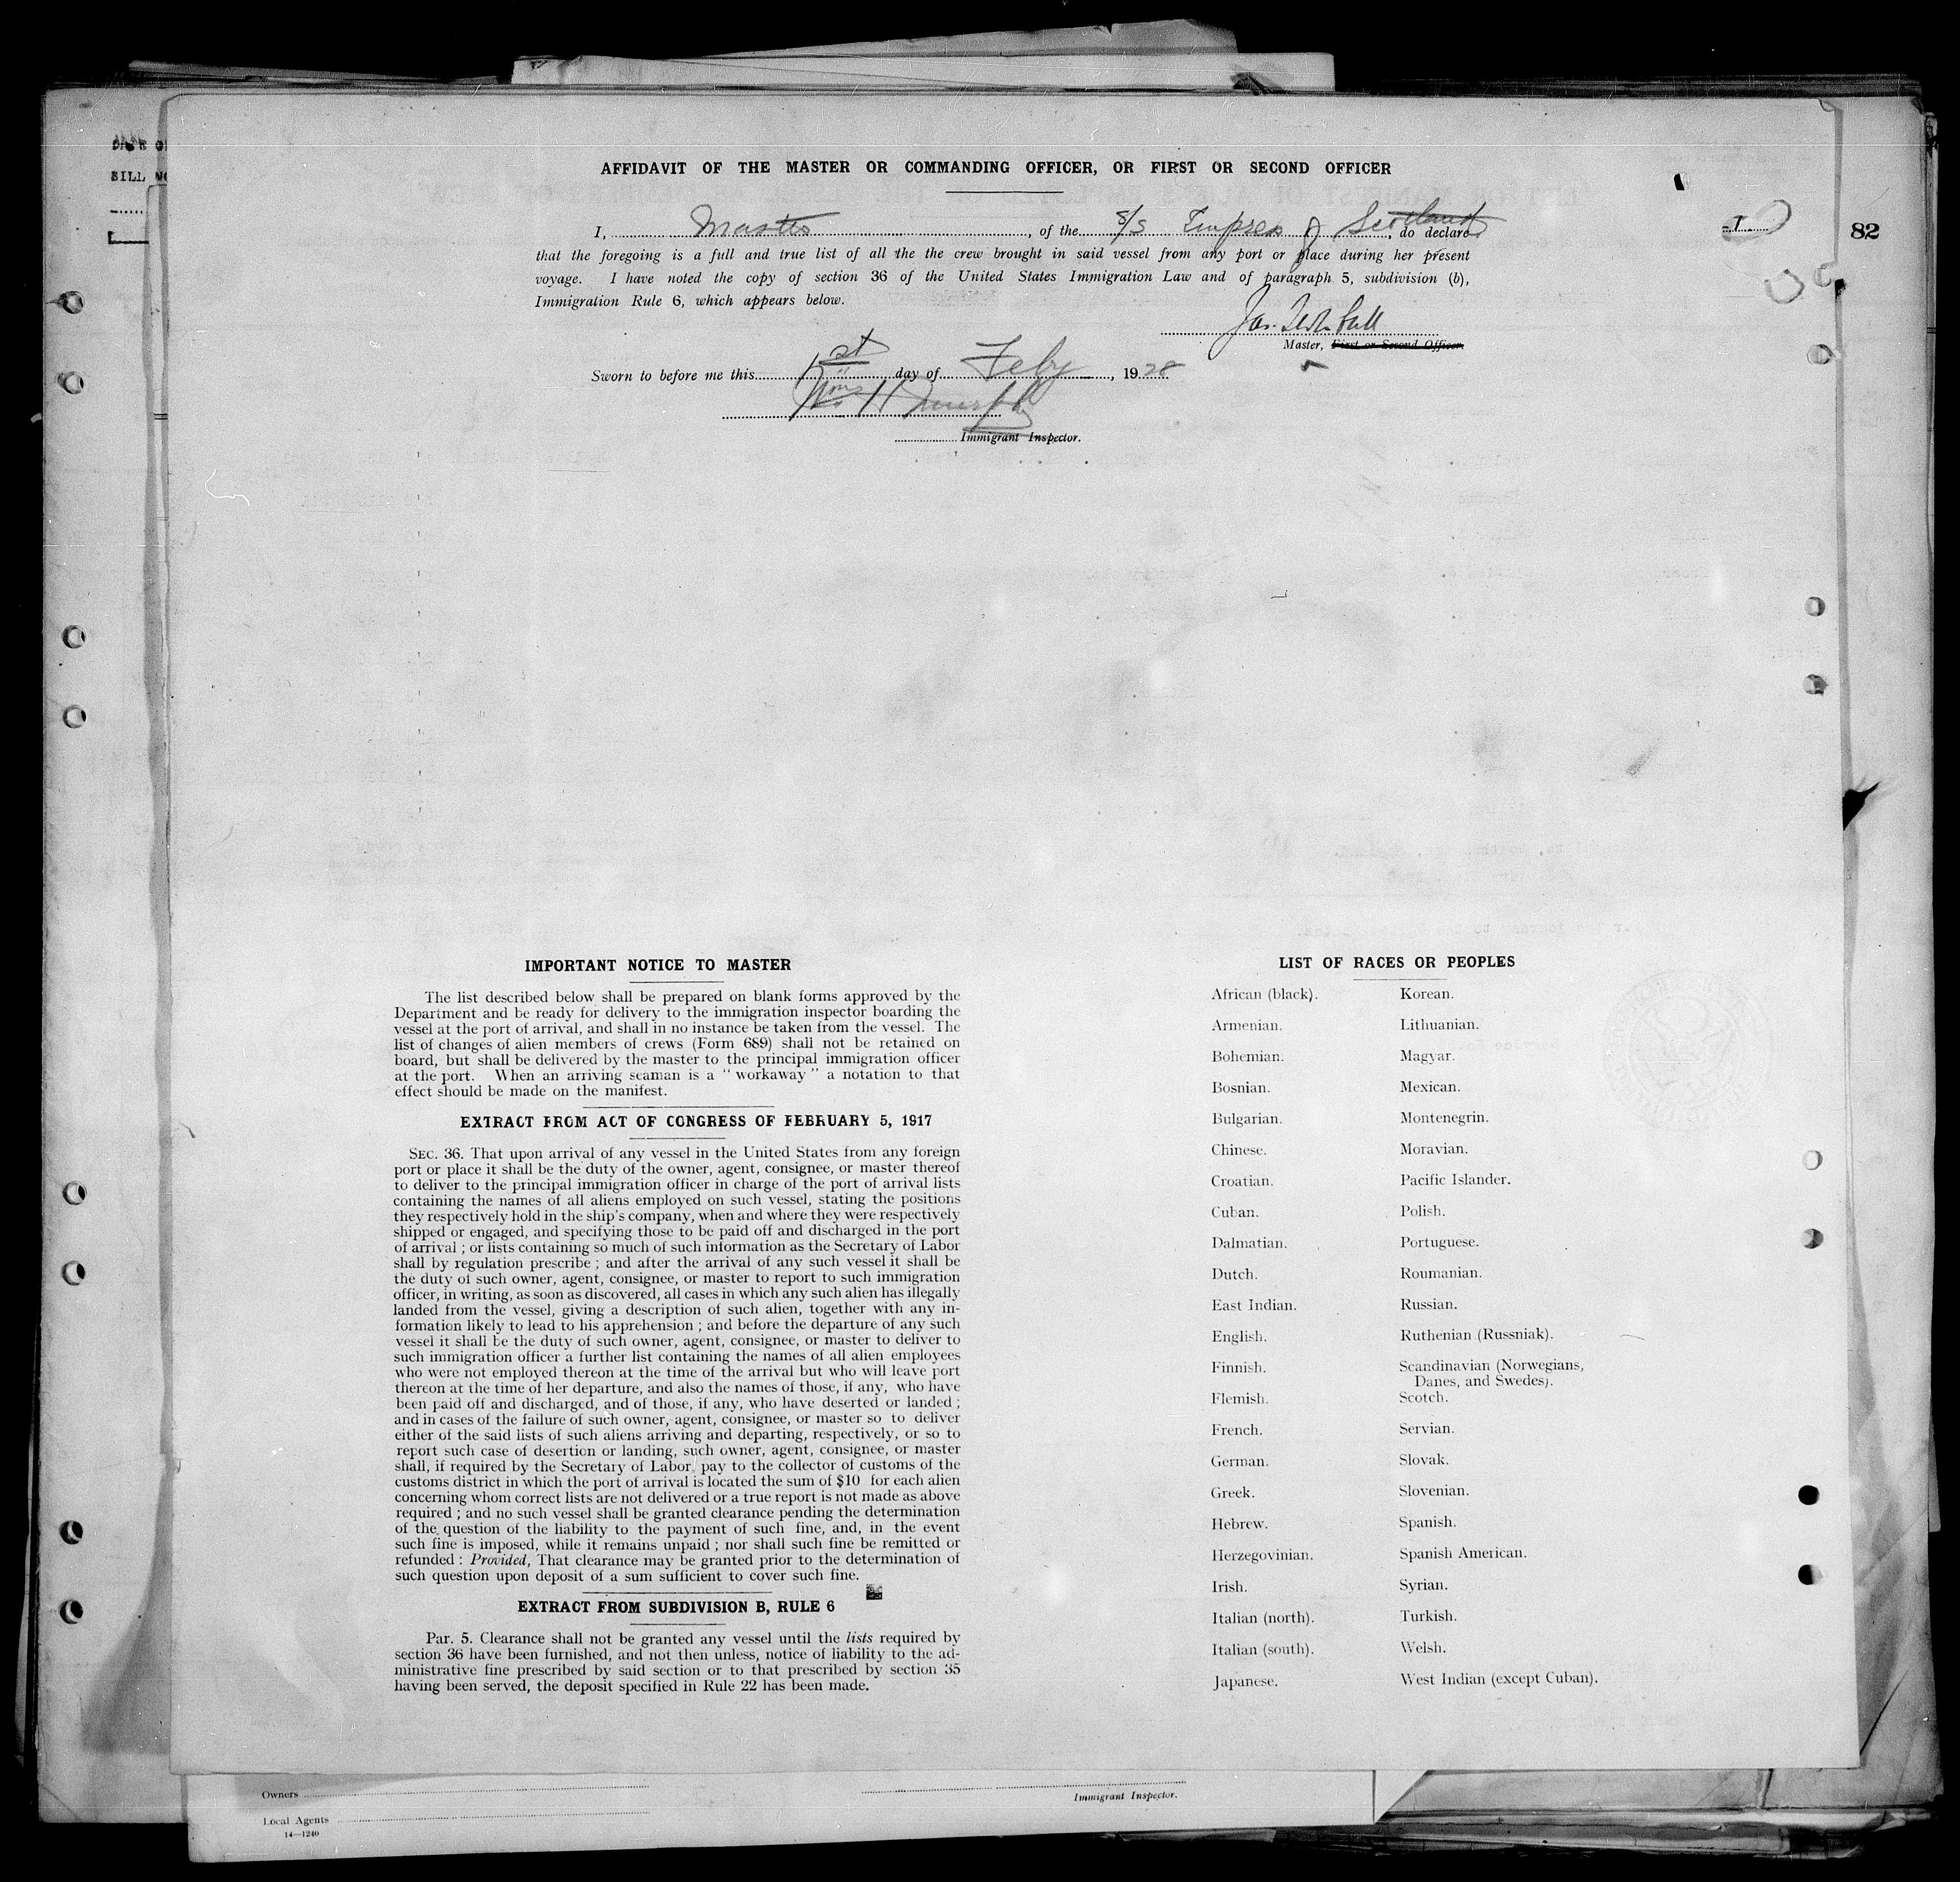 AFFIDAVIT OF THE MASTER OR COMMANDING OFFICER, OR FIRST OR SECOND OFFICER
I, Master, of the S/S Empress of Scotland, do declare
that the foregoing is a full and true list of all the the crew brought in said vessel from any port or place during her present
voyage. I have noted the copy of section 36 of the United States Immigration Law and of paragraph 5, subdivision (b),
Immigration Rule 6, which appears below.
Jas.
Master, First or Second Officer.
Sworn to before me this 1st day of Feby, 1928
Wm H Murphy
Immigrant Inspector.
82
BILL
IMPORTANT NOTICE TO MASTER
The list described below shall be prepared on blank forms approved by the
Department and be ready for delivery to the immigration inspector boarding the
vessel at the port of arrival, and shall in no instance be taken from the vessel. The
list of changes of alien members of crews (Form 689) shall not be retained on
board, but shall be delivered by the master to the principal immigration officer
at the port. When an arriving seaman is a " workaway " a notation to that
effect should be made on the manifest.
EXTRACT FROM ACT OF CONGRESS OF FEBRUARY 5, 1917
SEC. 36. That upon arrival of any vessel in the United States from any foreign
port or place it shall be the duty of the owner, agent, consignee, or master thereof
to deliver to the principal immigration officer in charge of the port of arrival lists
containing the names of all aliens employed on such vessel, stating the positions
they respectively hold in the ship's company, when and where they were respectively
shipped or engaged, and specifying those to be paid off and discharged in the port
of arrival ; or lists containing so much of such information as the Secretary of Labor
shall by regulation prescribe ; and after the arrival of any such vessel it shall be
the duty of such owner, agent, consignee, or master to report to such immigration
officer, in writing, as soon as discovered, all cases in which any such alien has illegally
landed from the vessel, giving a description of such alien, together with any in-
formation likely to lead to his apprehension ; and before the departure of any such
vessel it shall be the duty of such owner, agent, consignee, or master to deliver to
such immigration officer a further list containing the names of all alien employees
who were not employed thereon at the time of the arrival but who will leave port
thereon at the time of her departure, and also the names of those, if any, who have
been paid off and discharged, and of those, if any, who have deserted or landed ;
and in cases of the failure of such owner, agent, consignee, or master so to deliver
either of the said lists of such aliens arriving and departing, respectively, or so to
report such case of desertion or landing, such owner, agent, consignee, or master
shall, if required by the Secretary of Labor, pay to the collector of customs of the
customs district in which the port of arrival is located the sum of $10 for each alien
concerning whom correct lists are not delivered or a true report is not made as above
required ; and no such vessel shall be granted clearance pending the determination
of the question of the liability to the payment of such fine, and, in the event
such fine is imposed, while it remains unpaid ; nor shall such fine be remitted or
refunded : Provided, That clearance may be granted prior to the determination of
such question upon deposit of a sum sufficient to cover such fine.
EXTRACT FROM SUBDIVISION B, RULE 6
Par. 5. Clearance shall not be granted any vessel until the lists required by
section 36 have been furnished, and not then unless, notice of liability to the ad-
ministrative fine prescribed by said section or to that prescribed by section 35
having been served, the deposit specified in Rule 22 has been made.
LIST OF RACES OR PEOPLES
African (black).
Armenian.
Bohemian.
Bosnian.
Bulgarian.
Chinese.
Croatian.
Cuban.
Dalmatian.
Dutch.
East Indian.
English.
Finnish.
Flemish.
French.
German.
Greek.
Hebrew.
Herzegovinian.
Irish.
Italian (north).
Italian (south).
Japanese.
Korean.
Lithuanian.
Magyar.
Mexican.
Montenegrin.
Moravian.
Pacific Islander.
Polish.
Portuguese.
Roumanian.
Russian.
Ruthenian (Russniak).
Scandinavian (Norwegians,
Danes, and Swedes).
Scotch.
Servian.
Slovak.
Slovenian.
Spanish.
Spanish American.
Syrian.
Turkish.
Welsh.
West Indian (except Cuban).
Owners
Local Agents
14—1240
Immigrant Inspector.